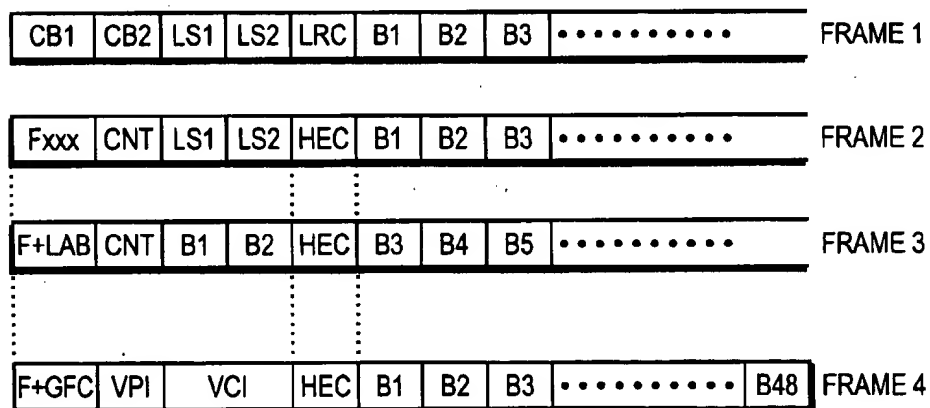 CB1 CB2 LS1 LS2 LRC B1 B2 B3 FRAME 1
Fxxx CNT LS1 LS2 HEC B1 B2 B3 FRAME 2
F+LAB CNT B1 B2 HEC B3 B4 B5 FRAME 3
F+GFC VPI VCI HEC B1 B2 B3 B48 FRAME 4